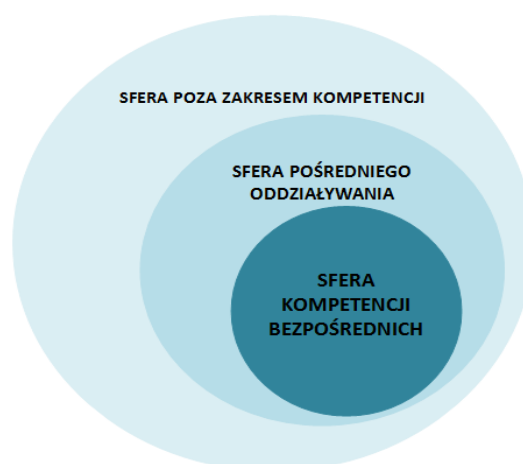 SFERA POZA ZAKRESEM KOMPETENCJI
SFERA POŚREDNIEGO
ODDZIAŁYWANIA
SFERA
KOMPETENCJI
BEZPOŚREDNICH